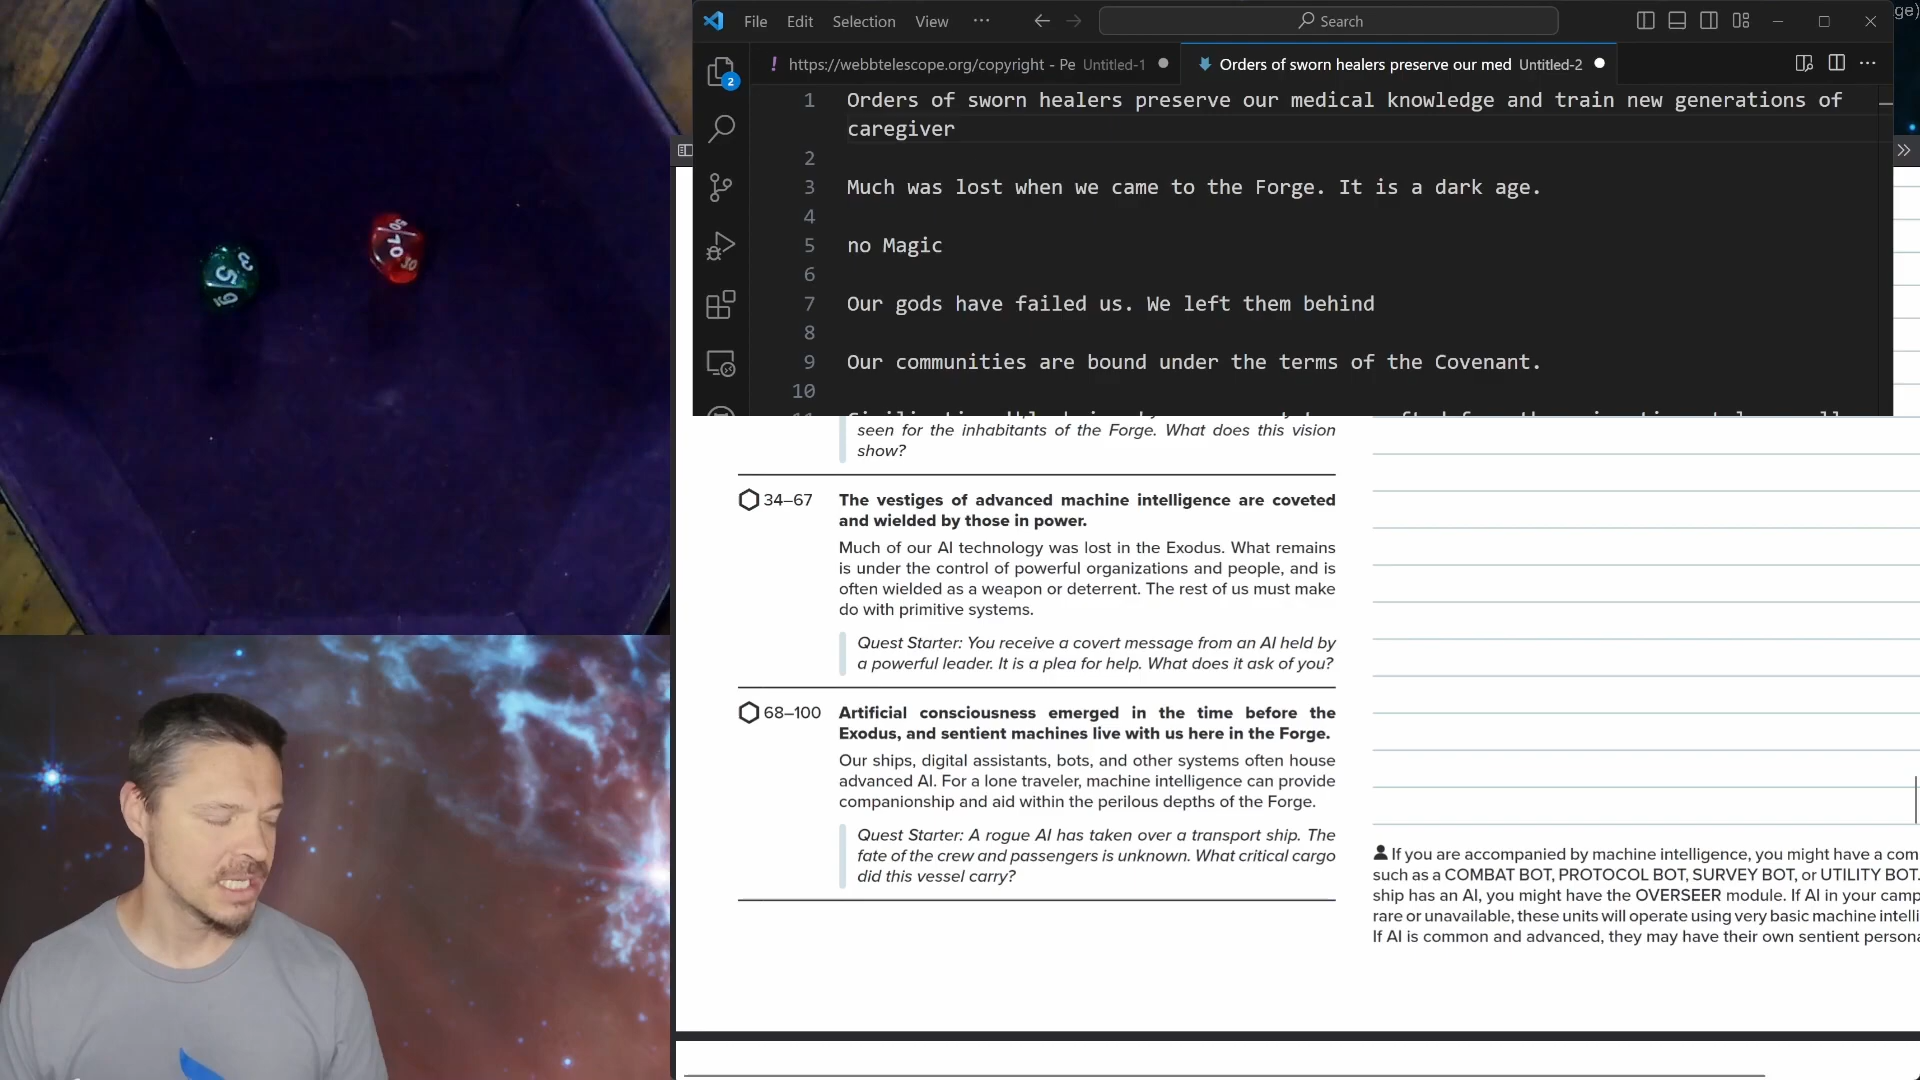 File Edit Selection View ··· Search
ge)
https://webbtelescope.org/copyright - Pe Untitled-1
Orders of sworn healers preserve our med Untitled-2
2
1 Orders of sworn healers preserve our medical knowledge and train new generations of
caregiver
2
3 Much was lost when we came to the Forge. It is a dark age.
4
5 no Magic
6
7 Our gods have failed us. We left them behind
8
9 Our communities are bound under the terms of the Covenant.
10
seen for the inhabitants of the Forge. What does this vision
show?
34–67 The vestiges of advanced machine intelligence are coveted
and wielded by those in power.
Much of our AI technology was lost in the Exodus. What remains
is under the control of powerful organizations and people, and is
often wielded as a weapon or deterrent. The rest of us must make
do with primitive systems.
Quest Starter: You receive a covert message from an AI held by
a powerful leader. It is a plea for help. What does it ask of you?
68–100 Artificial consciousness emerged in the time before the
Exodus, and sentient machines live with us here in the Forge.
Our ships, digital assistants, bots, and other systems often house
advanced AI. For a lone traveler, machine intelligence can provide
companionship and aid within the perilous depths of the Forge.
Quest Starter: A rogue AI has taken over a transport ship. The
fate of the crew and passengers is unknown. What critical cargo
did this vessel carry?
If you are accompanied by machine intelligence, you might have a com
such as a COMBAT BOT, PROTOCOL BOT, SURVEY BOT, or UTILITY BOT.
ship has an AI, you might have the OVERSEER module. If AI in your camp
rare or unavailable, these units will operate using very basic machine intelli
If AI is common and advanced, they may have their own sentient persona
3
5
9
50
70
30